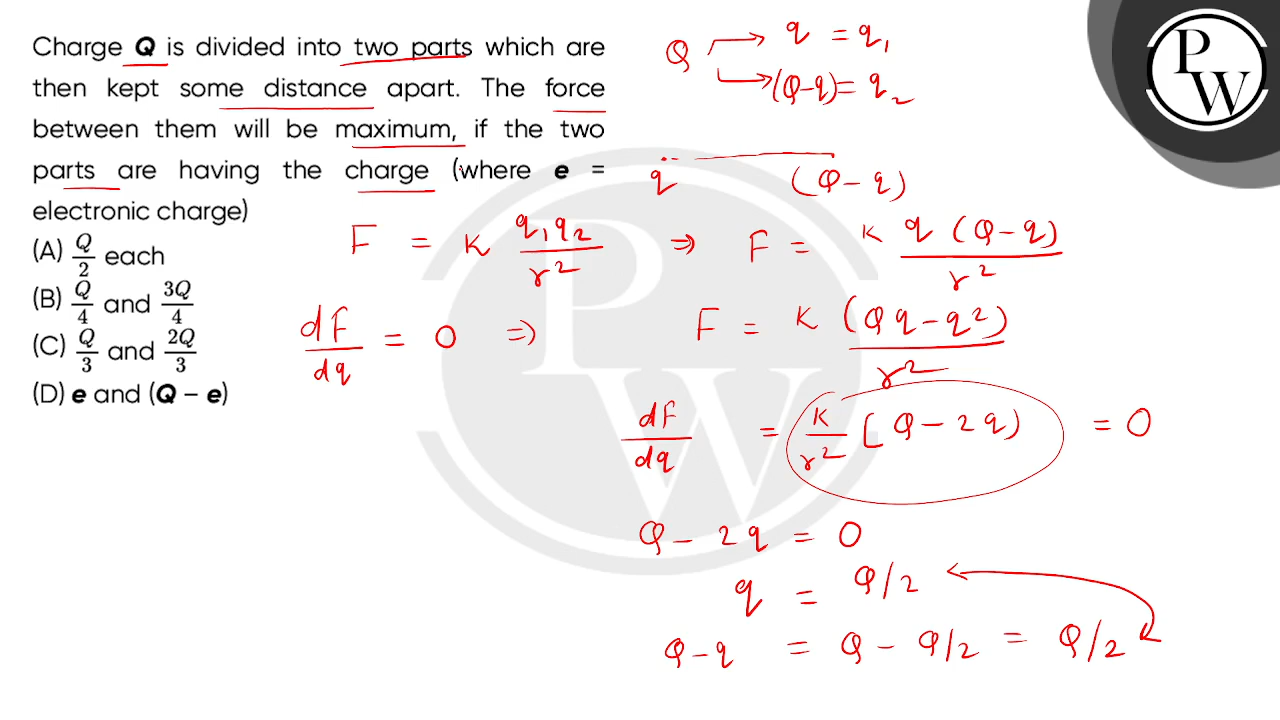 Charge Q is divided into two parts which are
then kept some distance apart. The force
between them will be maximum, if the two
parts are having the charge (where e =
electronic charge)
(A) Q/2 each
(B) Q/4 and 3Q/4
(C) Q/3 and 2Q/3
(D) e and (Q – e)
Q → q = q₁
→ (Q-q) = q₂
q (Q-q)
F = K q₁q₂/r² ⇒ F = K q(Q-q)/r²
dF/dq = 0 ⇒ F = K (Qq-q²)/r²
dF/dq = K/r² [Q-2q) = 0
Q-2q = 0
q = Q/2
Q-q = Q - Q/2 = Q/2
P
W
P
W